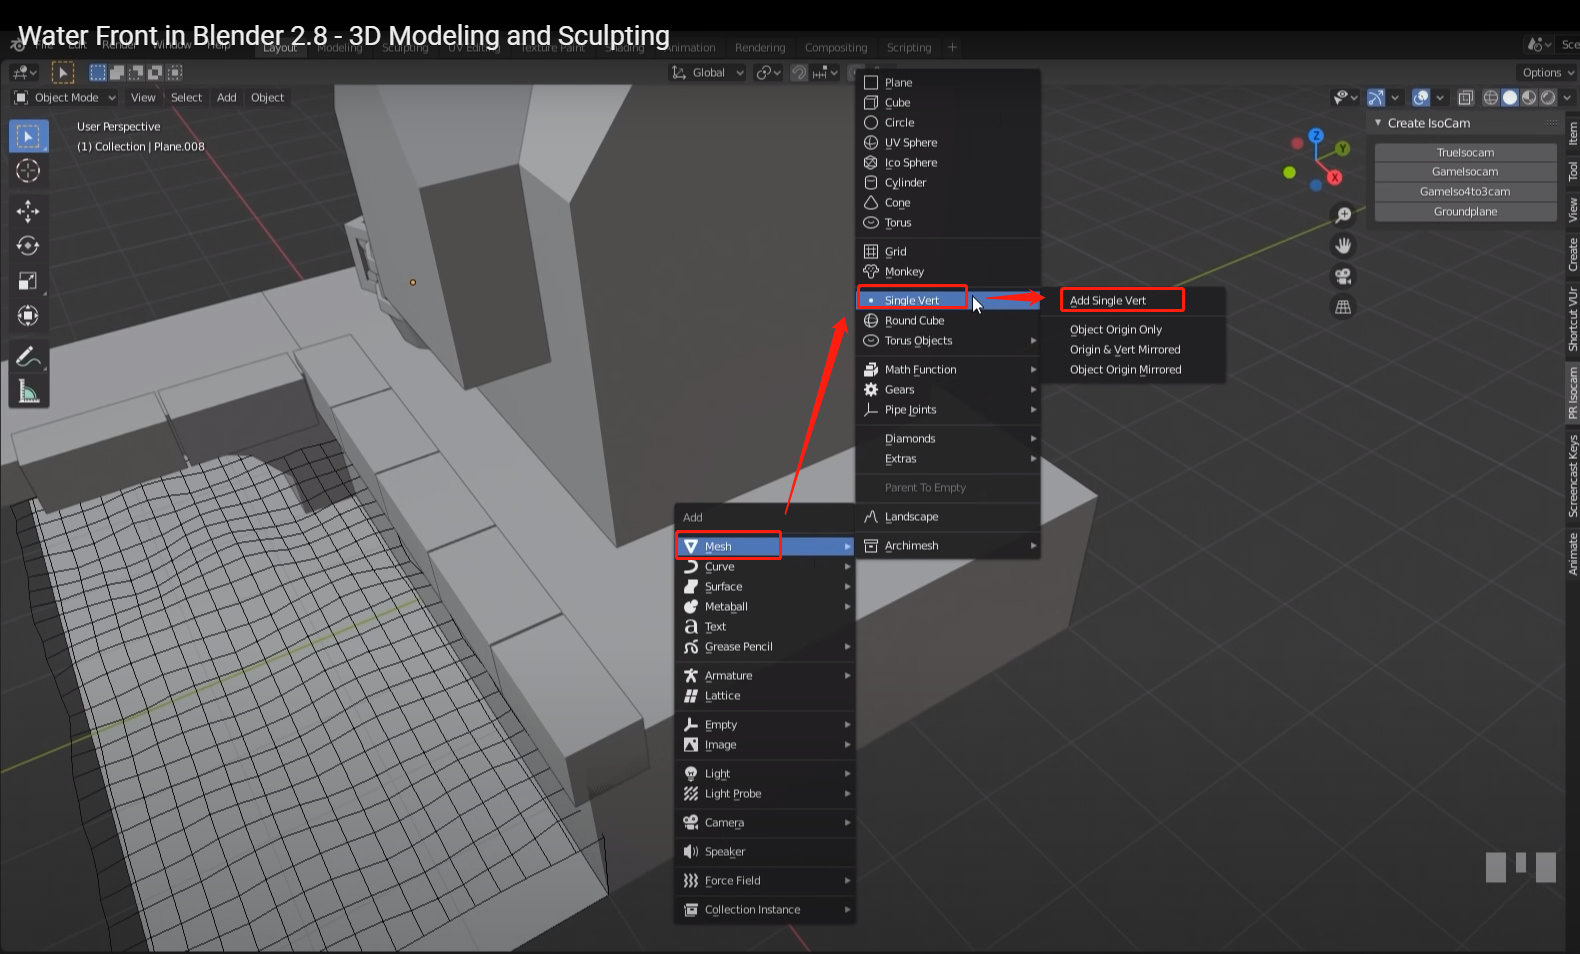 Water Front in Blender 2.8 - 3D Modeling and Sculpting
File Edit Render Window Help Layout Modeling Sculpting UV Editing Texture Paint Shading Animation Rendering Compositing Scripting +
Sce
Global
Options
Object Mode View Select Add Object
User Perspective
(1) Collection | Plane.008
Plane
Cube
Circle
UV Sphere
Ico Sphere
Cylinder
Cone
Torus
Grid
Monkey
Single Vert
Round Cube
Torus Objects
Math Function
Gears
Pipe Joints
Diamonds
Extras
Parent To Empty
Landscape
Archimesh
Add Single Vert
Object Origin Only
Origin & Vert Mirrored
Object Origin Mirrored
Add
Mesh
Curve
Surface
Metaball
Text
Grease Pencil
Armature
Lattice
Empty
Image
Light
Light Probe
Camera
Speaker
Force Field
Collection Instance
Z
Y
X
Create IsoCam
TrueIsocam
GameIsocam
GameIso4to3cam
Groundplane
Item
Tool
View
Create
Shortcut VUr
PR Isocam
Screencast Keys
Animate